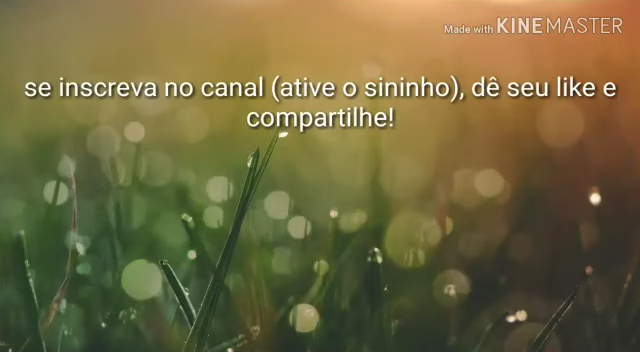 Made with KINEMASTER
se inscreva no canal (ative o sininho), dê seu like e
compartilhe!